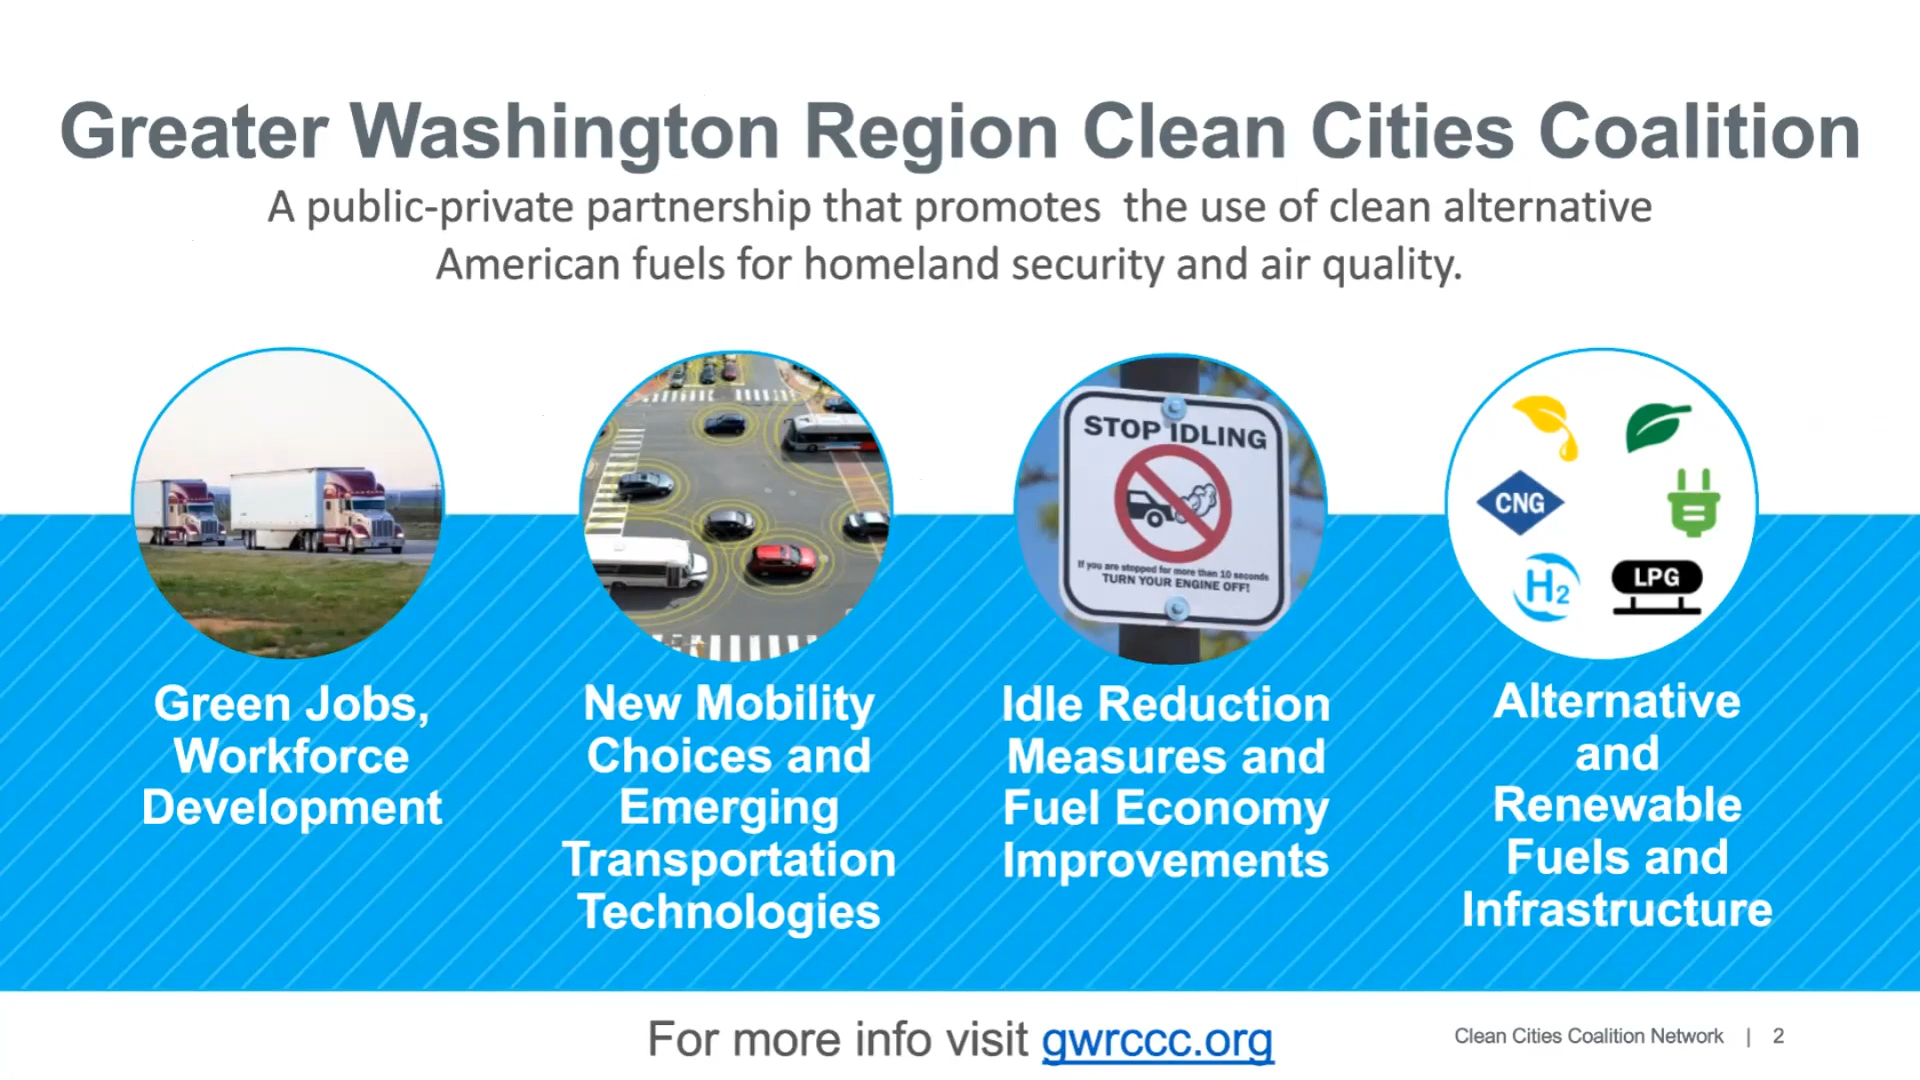 Greater Washington Region Clean Cities Coalition
A public-private partnership that promotes  the use of clean alternative
American fuels for homeland security and air quality.
STOP IDLING
If you are stopped for more than 10 seconds
TURN YOUR ENGINE OFF!
CNG
H2
LPG
Green Jobs,
Workforce
Development
New Mobility
Choices and
Emerging
Transportation
Technologies
Idle Reduction
Measures and
Fuel Economy
Improvements
Alternative
and
Renewable
Fuels and
Infrastructure
For more info visit gwrccc.org
Clean Cities Coalition Network | 2